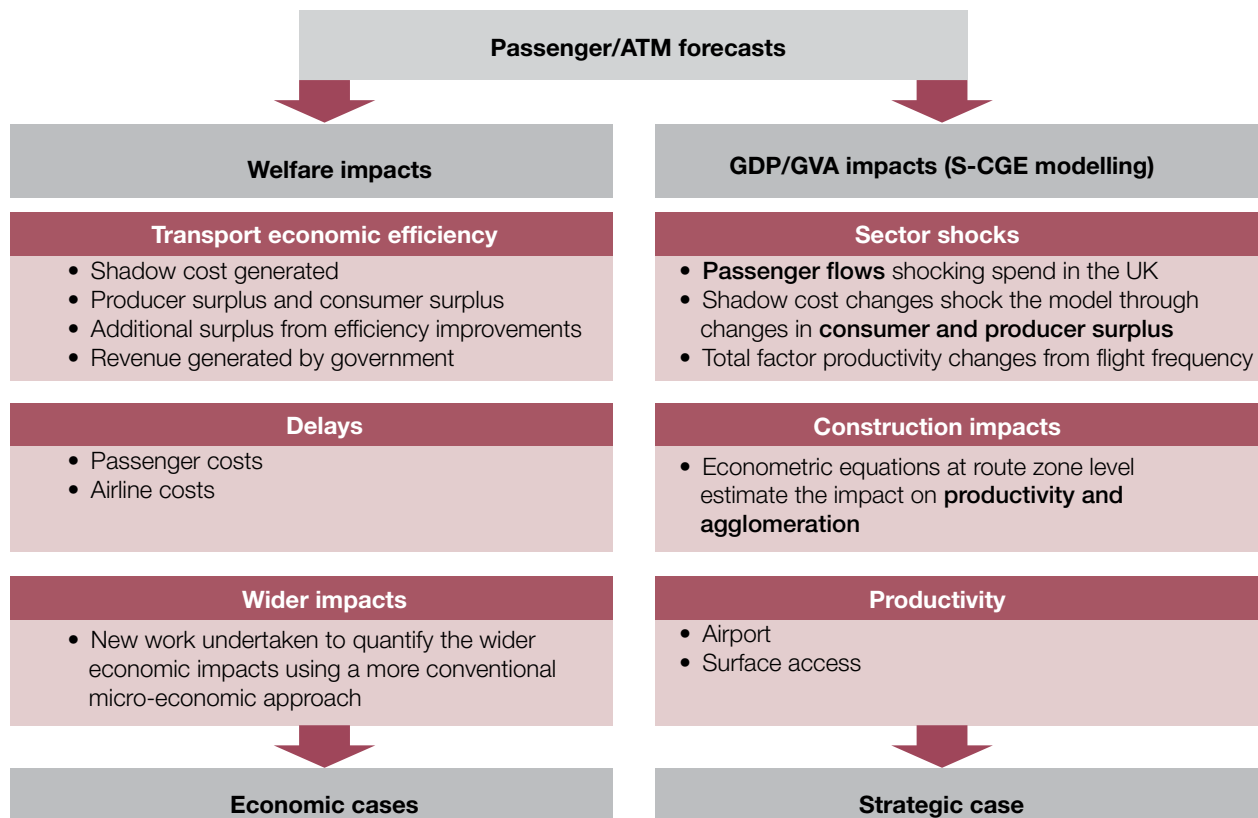 Passenger/ATM forecasts
Welfare impacts
Transport economic efficiency
• Shadow cost generated
• Producer surplus and consumer surplus
• Additional surplus from efficiency improvements
• Revenue generated by government
Delays
• Passenger costs
• Airline costs
Wider impacts
• New work undertaken to quantify the wider
economic impacts using a more conventional
micro-economic approach
Economic cases
GDP/GVA impacts (S-CGE modelling)
Sector shocks
• Passenger flows shocking spend in the UK
• Shadow cost changes shock the model through
changes in consumer and producer surplus
• Total factor productivity changes from flight frequency
Construction impacts
• Econometric equations at route zone level
estimate the impact on productivity and
agglomeration
Productivity
• Airport
• Surface access
Strategic case